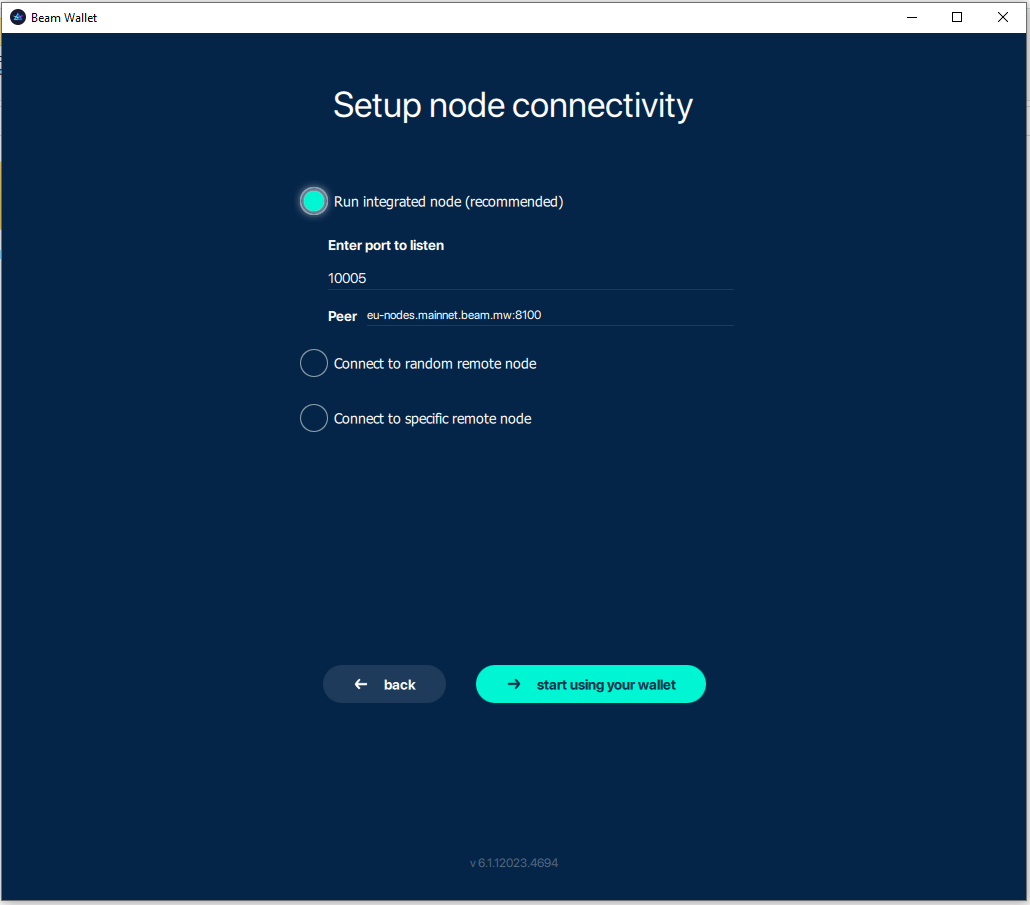 Beam Wallet
Setup node connectivity
Run integrated node (recommended)
Enter port to listen
10005
Peer eu-nodes.mainnet.beam.mw:8100
Connect to random remote node
Connect to specific remote node
back
start using your wallet
v 6.1.12023.4694